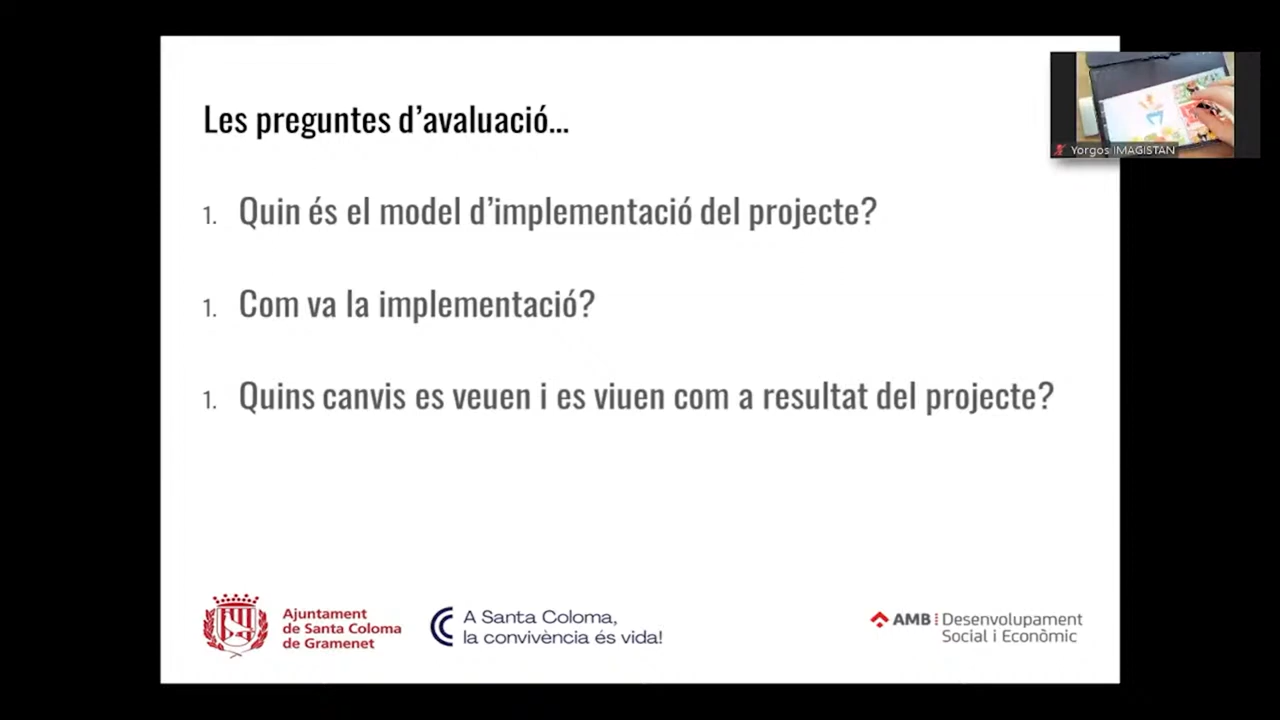 Les preguntes d’avaluació...
1. Quin és el model d’implementació del projecte?
1. Com va la implementació?
1. Quins canvis es veuen i es viuen com a resultat del projecte?
Yorgos IMAGISTAN
Ajuntament
de Santa Coloma
de Gramenet
A Santa Coloma,
la convivència és vida!
AMB Desenvolupament
Social i Econòmic